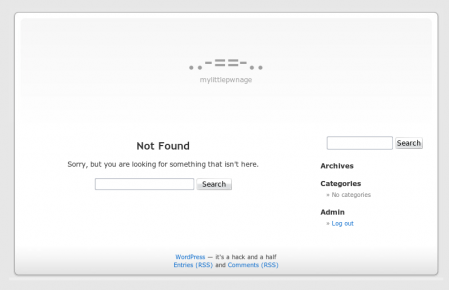 ..-==-..
mylittlepwnage
Not Found
Sorry, but you are looking for something that isn't here.
Search
Search
Archives
Categories
» No categories
Admin
» Log out
WordPress — it's a hack and a half
Entries (RSS) and Comments (RSS)